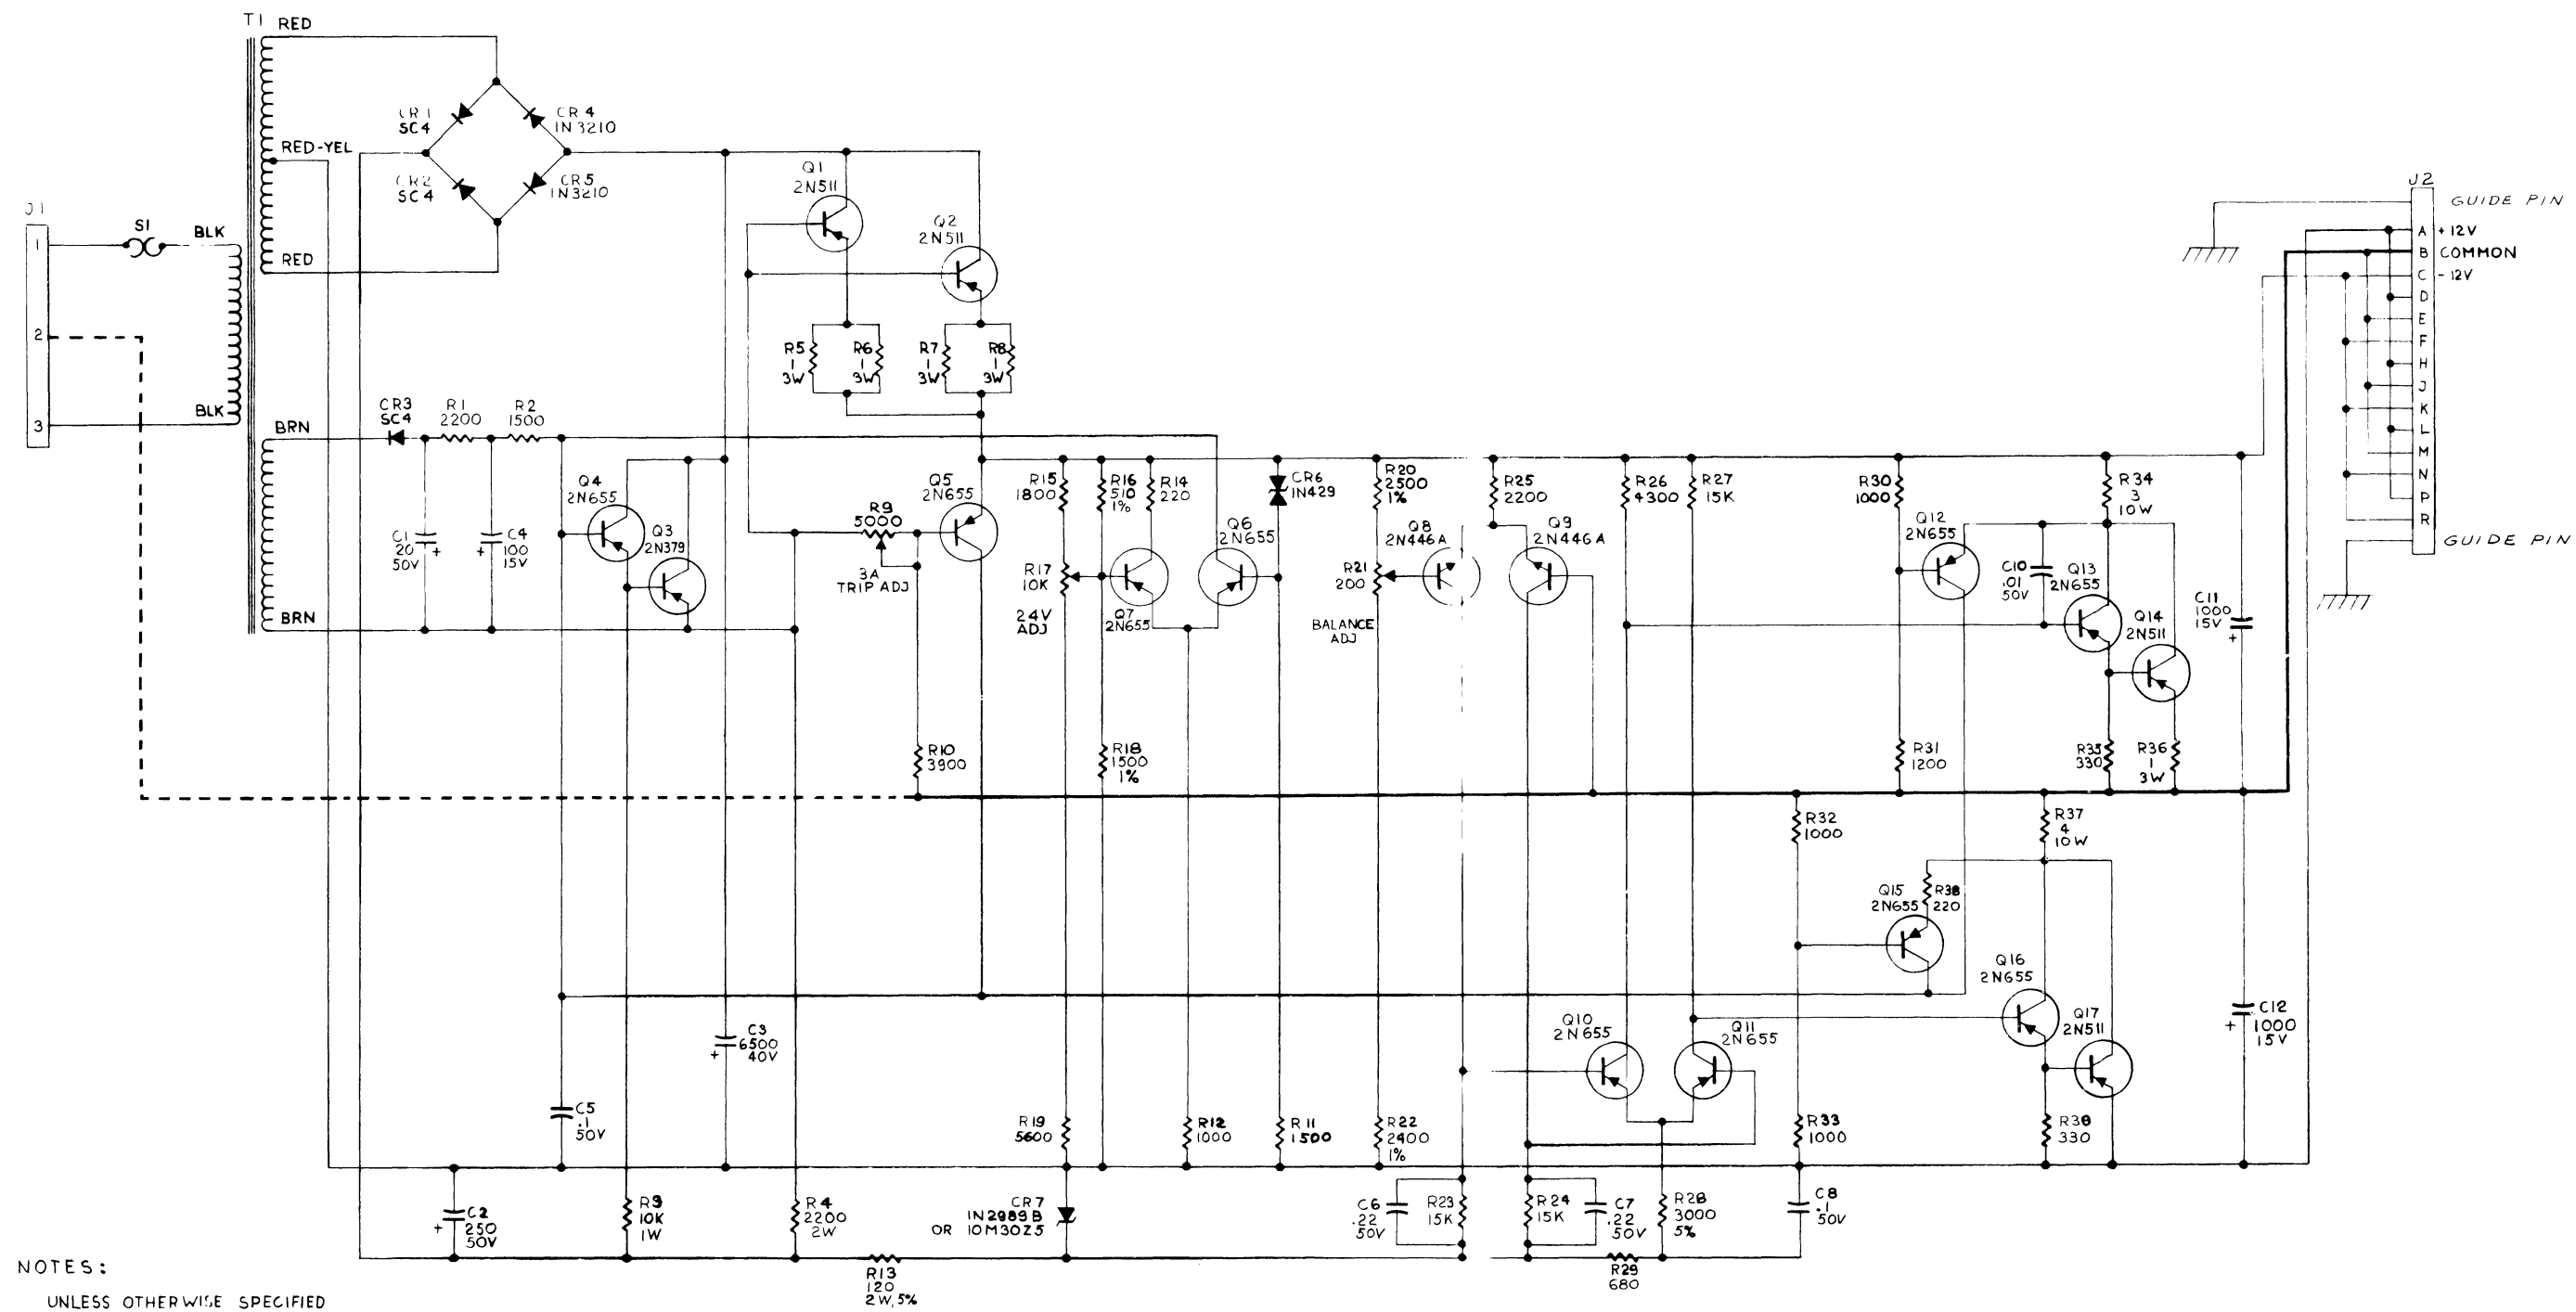 T1
RED
CR1
SC4
CR4
IN3210
RED-YEL
CR2
SC4
CR5
IN3210
RED
J1
1
2
3
S1
BLK
BLK
Q1
2N511
Q2
2N511
R5
1
3W
R6
1
3W
R7
1
3W
R8
1
3W
J2
GUIDE PIN
A
+12V
B
COMMON
C
-12V
D
E
F
H
J
K
L
M
N
P
R
GUIDE PIN
BRN
CR3
SC4
R1
2200
R2
1500
C1
20
50V
+
C4
100
15V
+
BRN
Q4
2N655
Q3
2N379
R9
5000
3A
TRIP ADJ
Q5
2N655
R15
1800
R16
510
1%
R14
220
R17
10K
24V
ADJ
Q7
2N655
Q6
2N655
CR6
IN429
R20
2500
1%
R21
200
BALANCE
ADJ
Q8
2N446A
R25
2200
Q9
2N446A
R26
4300
R27
15K
R30
1000
Q12
2N655
C10
.01
50V
R34
3
10W
Q13
2N655
Q14
2N511
C11
1000
15V
+
R10
3900
R18
1500
1%
R31
1200
R35
330
R36
1
3W
R32
1000
R37
4
10W
Q15
2N655
R38
220
Q16
2N655
Q17
2N511
C12
1000
15V
+
C3
6500
40V
+
Q10
2N655
Q11
2N655
C5
.1
50V
R19
5600
R12
1000
R11
1500
R22
2400
1%
R33
1000
R38
330
C2
250
50V
+
R3
10K
1W
R4
2200
2W
CR7
IN2989B
OR 10M30Z5
C6
.22
50V
R23
15K
R24
15K
C7
.22
50V
R28
3000
5%
C8
.1
50V
R13
120
2W,5%
R29
680
NOTES:
UNLESS OTHERWISE SPECIFIED